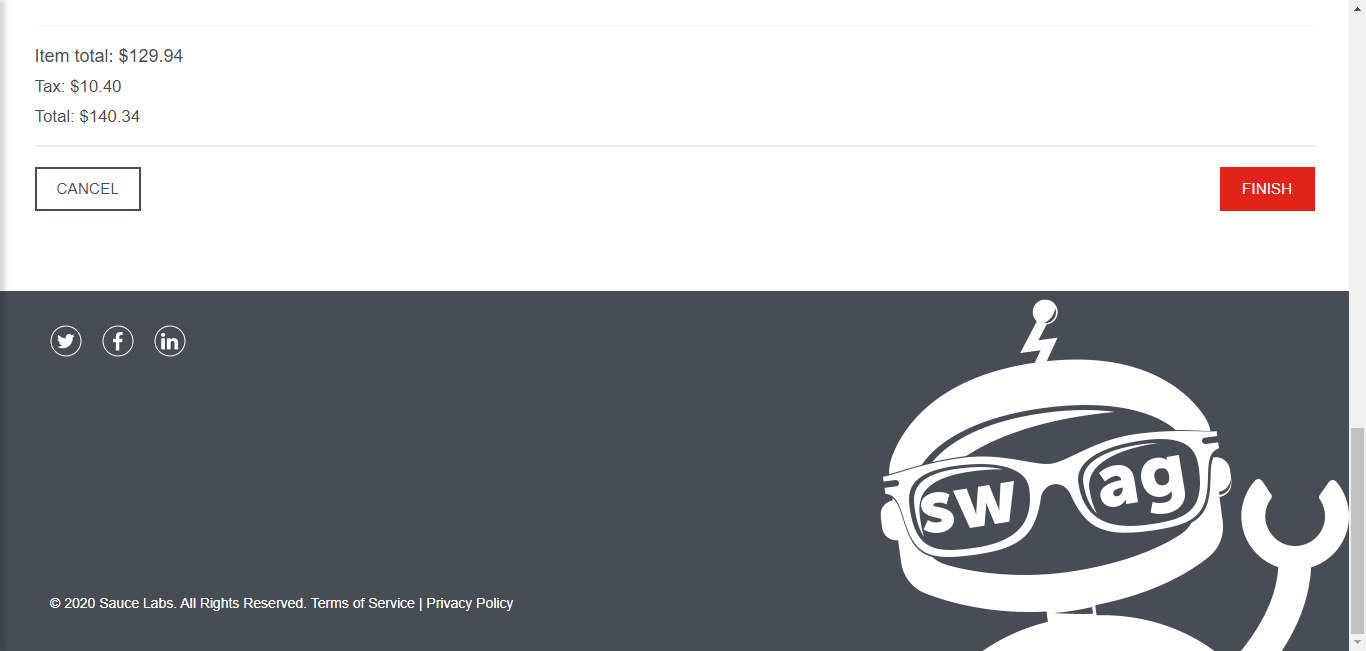 Item total: $129.94
Tax: $10.40
Total: $140.34
CANCEL
FINISH
sw ag
© 2020 Sauce Labs. All Rights Reserved. Terms of Service | Privacy Policy